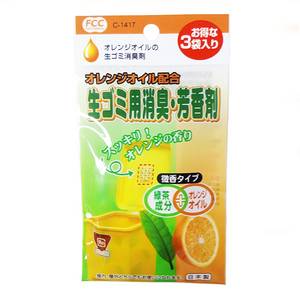 FCC
C-1417
お得な
3袋入り
オレンジオイルの
生ゴミ消臭剤
オレンジオイル配合
生ゴミ用消臭・芳香剤
スッキリ!
オレンジの香り
微香タイプ
緑茶
成分
オレンジ
オイル
日本製